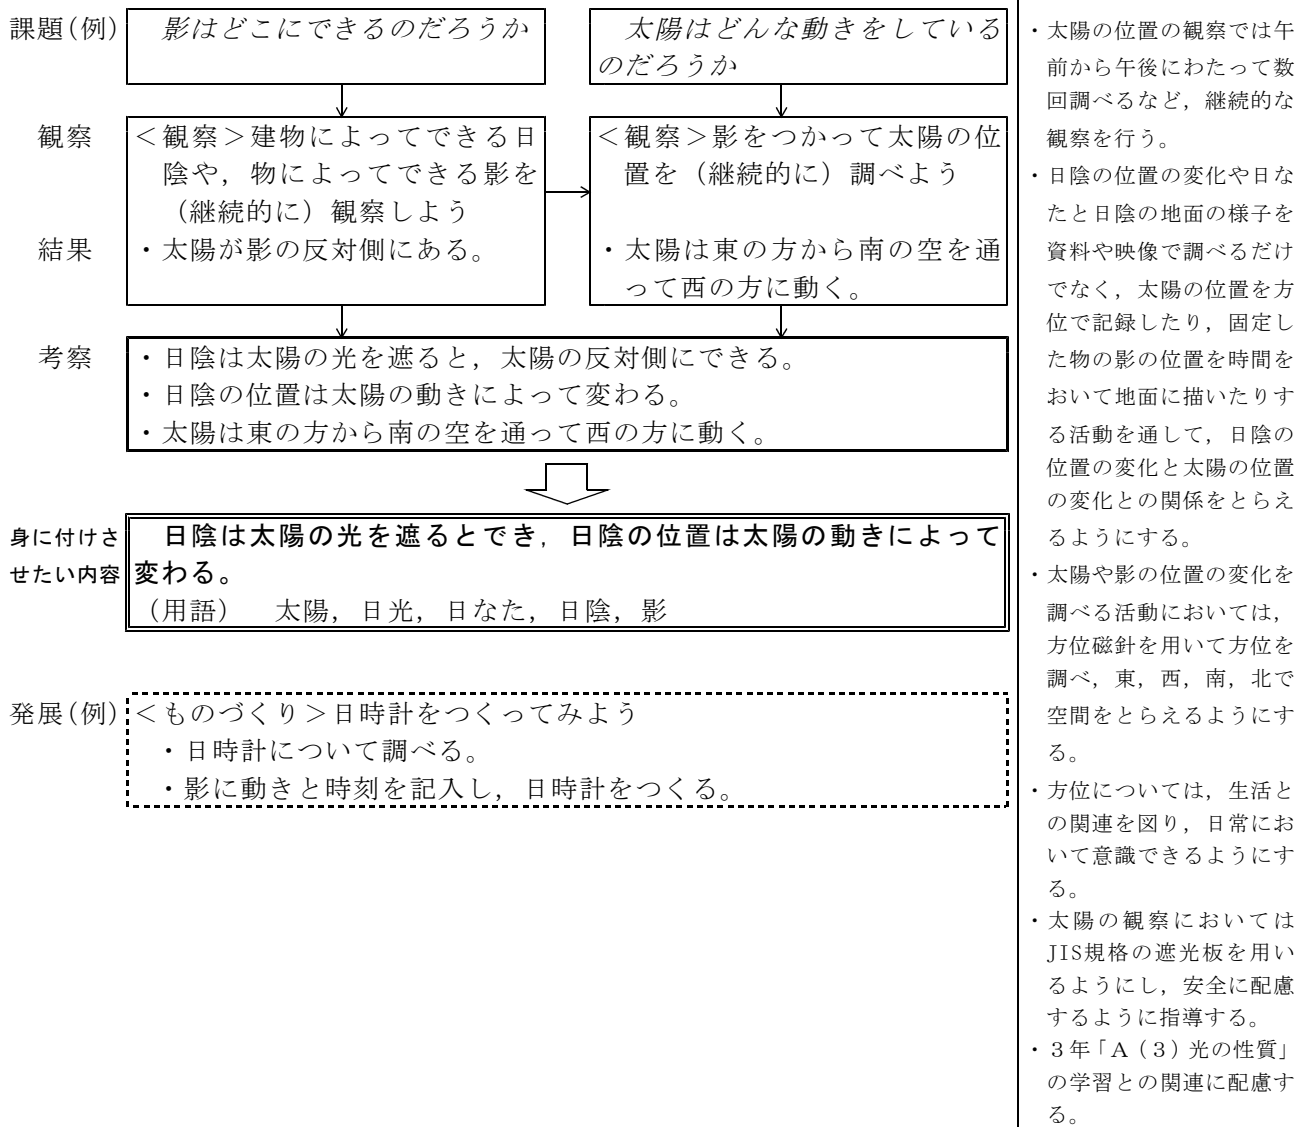 課題(例)
影はどこにできるのだろうか
太陽はどんな動きをしている
のだろうか
観察
＜観察＞建物によってできる日
陰や，物によってできる影を
（継続的に）観察しよう
結果
・太陽が影の反対側にある。
＜観察＞影をつかって太陽の位
置を（継続的に）調べよう
・太陽は東の方から南の空を通
って西の方に動く。
考察
・日陰は太陽の光を遮ると，太陽の反対側にできる。
・日陰の位置は太陽の動きによって変わる。
・太陽は東の方から南の空を通って西の方に動く。
身に付けさ
せたい内容
日陰は太陽の光を遮るとでき，日陰の位置は太陽の動きによって
変わる。
（用語）　太陽，日光，日なた，日陰，影
発展(例)
＜ものづくり＞日時計をつくってみよう
・日時計について調べる。
・影に動きと時刻を記入し，日時計をつくる。
・太陽の位置の観察では午
前から午後にわたって数
回調べるなど，継続的な
観察を行う。
・日陰の位置の変化や日な
たと日陰の地面の様子を
資料や映像で調べるだけ
でなく，太陽の位置を方
位で記録したり，固定し
た物の影の位置を時間を
おいて地面に描いたりす
る活動を通して，日陰の
位置の変化と太陽の位置
の変化との関係をとらえ
るようにする。
・太陽や影の位置の変化を
調べる活動においては，
方位磁針を用いて方位を
調べ，東，西，南，北で
空間をとらえるようにす
る。
・方位については，生活と
の関連を図り，日常にお
いて意識できるようにす
る。
・太陽の観察においては
JIS規格の遮光板を用い
るようにし，安全に配慮
するように指導する。
・３年「Ａ（３）光の性質」
の学習との関連に配慮す
る。